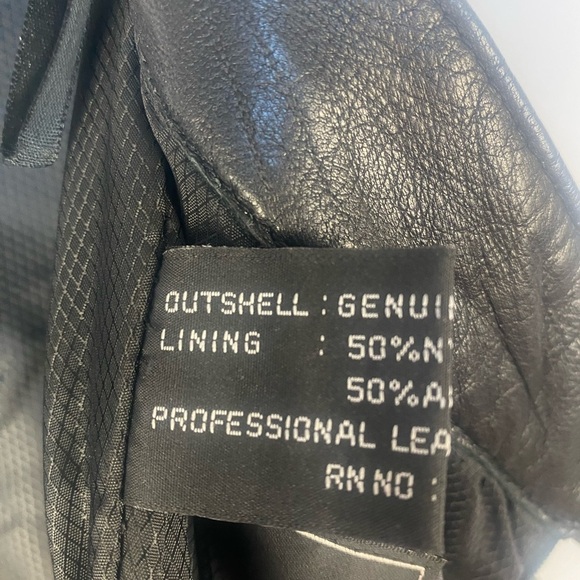 OUTSHELL : GENUI
LINING : 50%N
50%A
PROFESSIONAL LEA
RN NO :